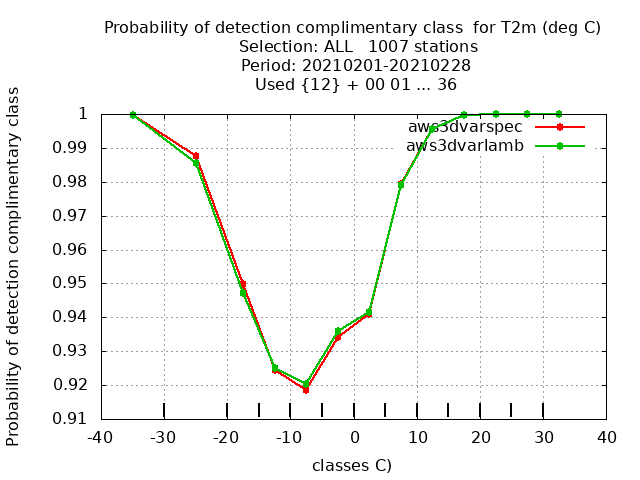 Probability of detection complimentary class  for T2m (deg C)
Selection: ALL   1007 stations
Period: 20210201-20210228
Used {12} + 00 01 ... 36
Probability of detection complimentary class
1
0.99
0.98
0.97
0.96
0.95
0.94
0.93
0.92
0.91
aws3dvarspec
aws3dvarlamb
-40 -30 -20 -10 0 10 20 30 40
classes C)